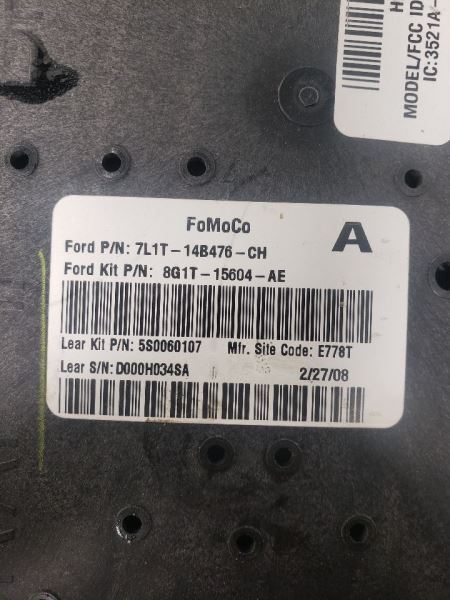 MODEL/FCC ID
IC:3521A-
FoMoCo
A
Ford P/N: 7L1T-14B476-CH
Ford Kit P/N: 8G1T-15604-AE
Lear Kit P/N: 5S0060107 Mfr. Site Code: E778T
Lear S/N: D000H034SA 2/27/08